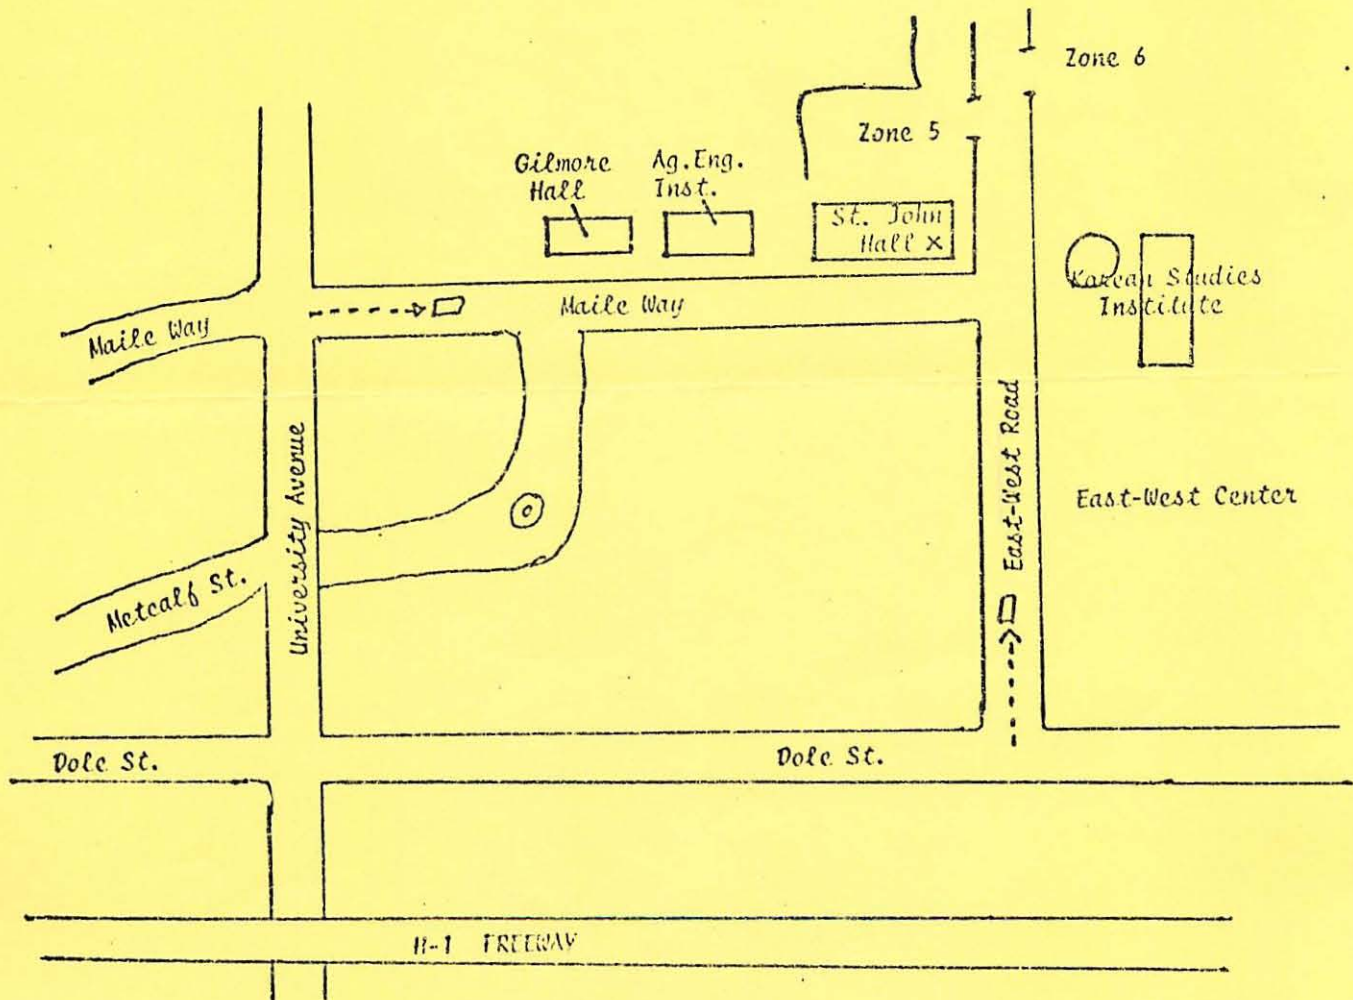 Zone 6
Zone 5
Gilmore
Hall
Ag.Eng.
Inst.
St. John
Hall x
Korean Studies
Institute
Maile Way
Maile Way
University Avenue
East-West Road
East-West Center
Metcalf St.
Dole St.
Dole St.
H-1 FREEWAY